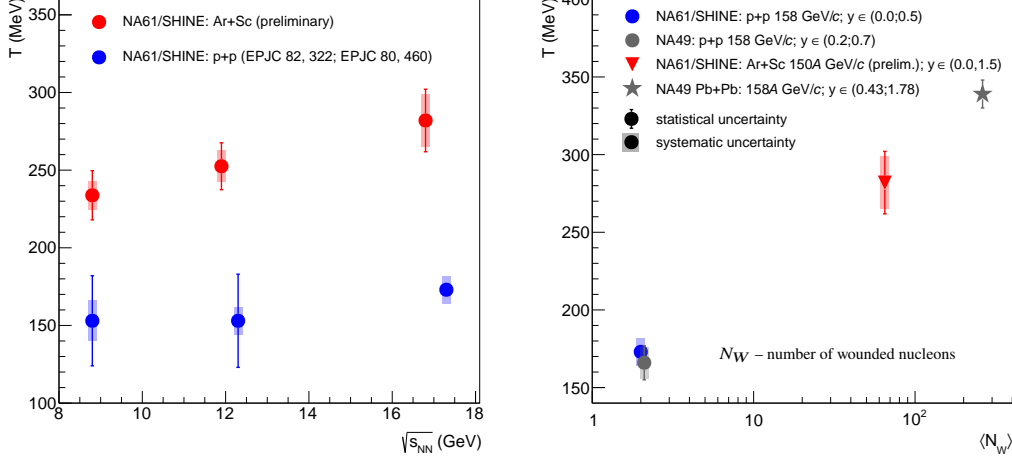 T (MeV)
NA61/SHINE: Ar+Sc (preliminary)
NA61/SHINE: p+p (EPJC 82, 322; EPJC 80, 460)
300
250
200
150
100
8
10
12
14
16
18
√s_NN (GeV)
T (MeV)
NA61/SHINE: p+p 158 GeV/c; y ∈ (0.0;0.5)
NA49: p+p 158 GeV/c; y ∈ (0.2;0.7)
NA61/SHINE: Ar+Sc 150A GeV/c (prelim.); y ∈ (0.0,1.5)
NA49 Pb+Pb: 158A GeV/c; y ∈ (0.43;1.78)
statistical uncertainty
systematic uncertainty
400
350
300
250
200
150
N_W – number of wounded nucleons
1
10
10²
⟨N_W⟩